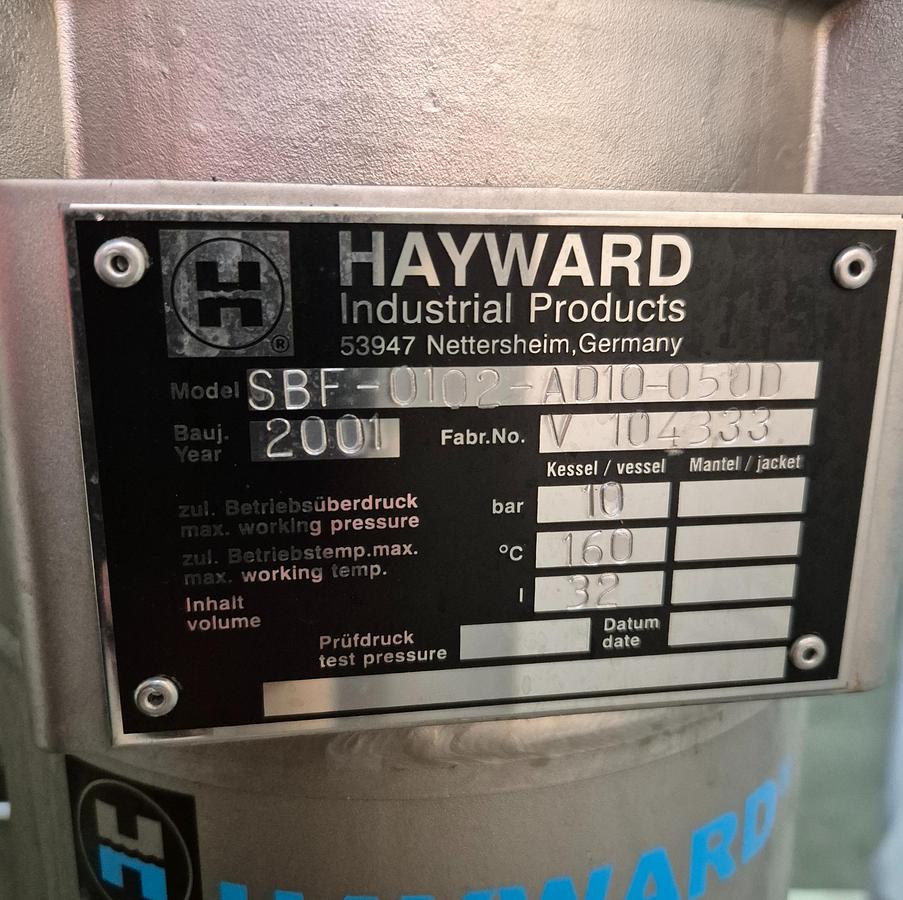 HAYWARD
Industrial Products
®
53947 Nettersheim,Germany
Model SBF-0102-AD10-050D
Bauj. Year 2001 Fabr.No. V 104333
Kessel / vessel Mantel / jacket
zul. Betriebsüberdruck
max. working pressure bar 10
zul. Betriebstemp.max.
max. working temp. °C 160
Inhalt
volume l 32
Prüfdruck
test pressure
Datum
date
HAYWARD